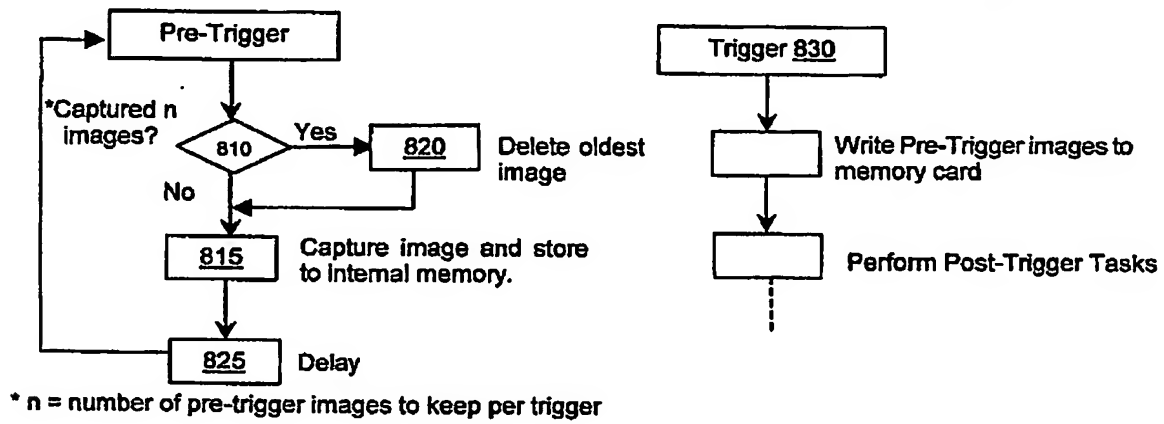 Pre-Trigger
*Captured n
images?
810
Yes
820
Delete oldest
image
No
815
Capture image and store
to internal memory.
825
Delay
* n = number of pre-trigger images to keep per trigger
Trigger 830
Write Pre-Trigger images to
memory card
Perform Post-Trigger Tasks